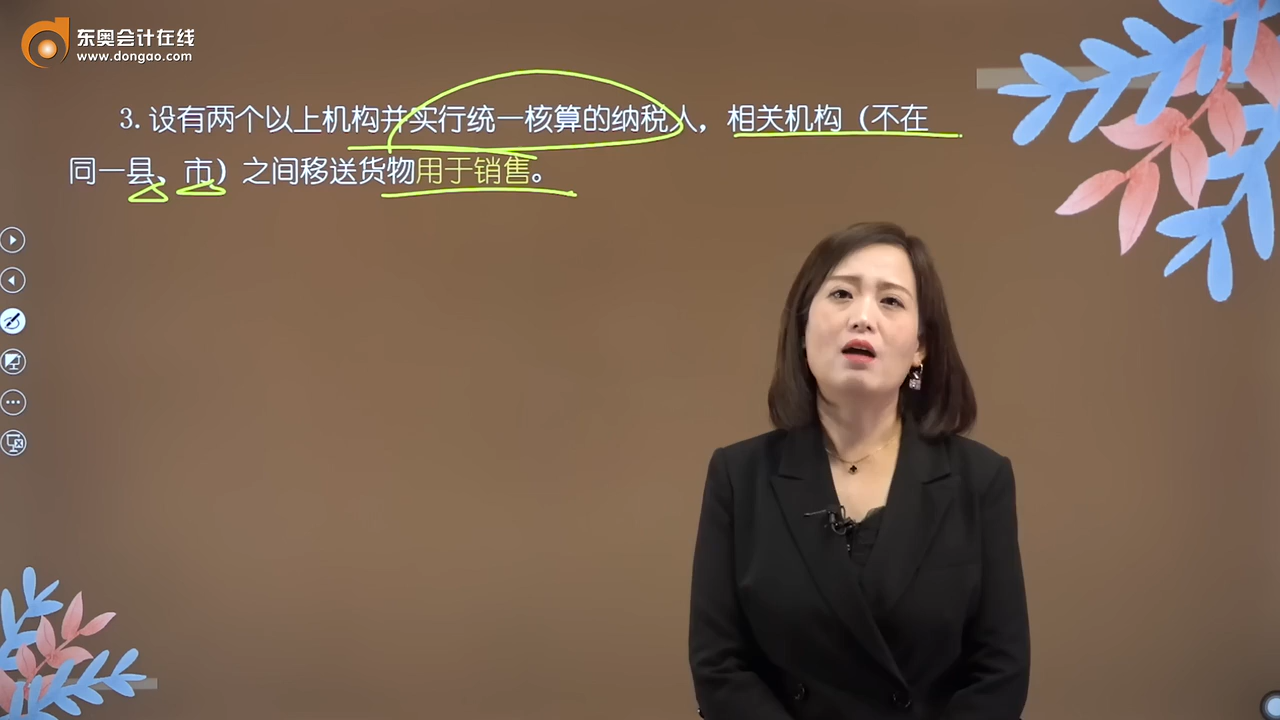 东奥会计在线
www.dongao.com
3.设有两个以上机构并实行统一核算的纳税人，相关机构（不在
同一县、市）之间移送货物用于销售。